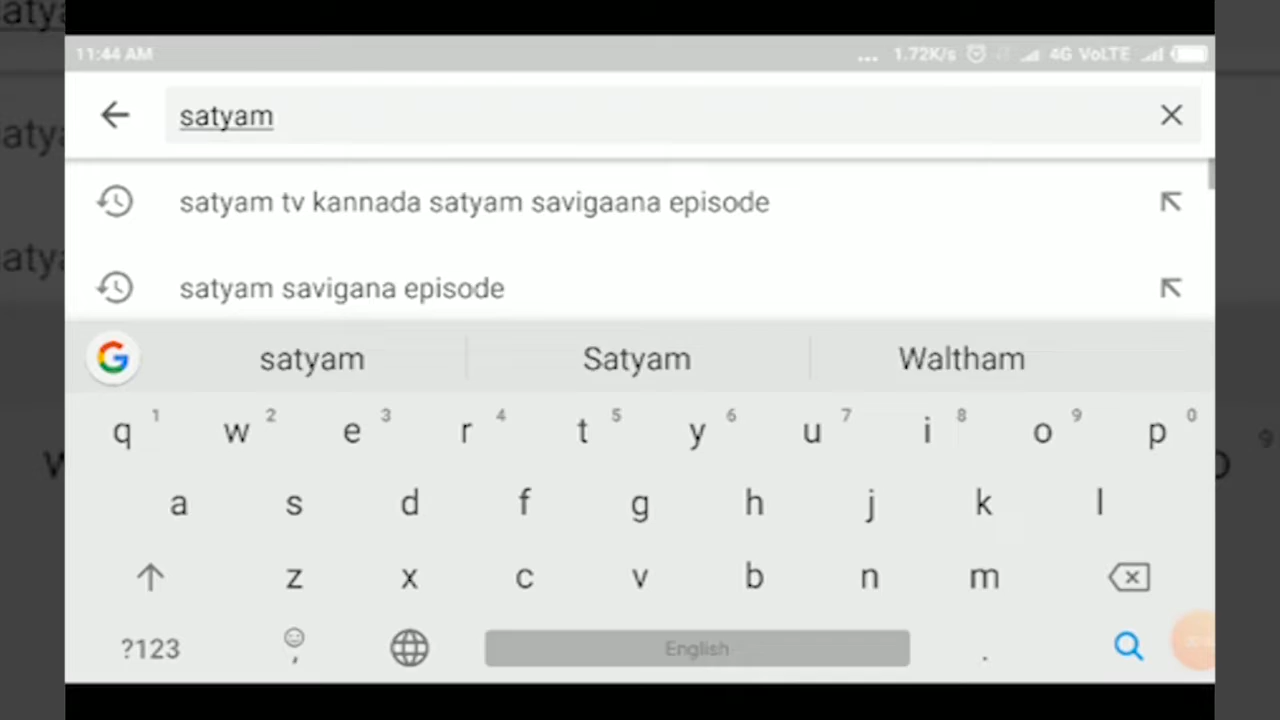 11:44 AM ... 1.72K/s 4G VoLTE
satyam
satyam tv kannada satyam savigaana episode
satyam savigana episode
G satyam Satyam Waltham
q 1 w 2 e 3 r 4 t 5 y 6 u 7 i 8 o 9 p 0
a s d f g h j k l
z x c v b n m
?123 , English .